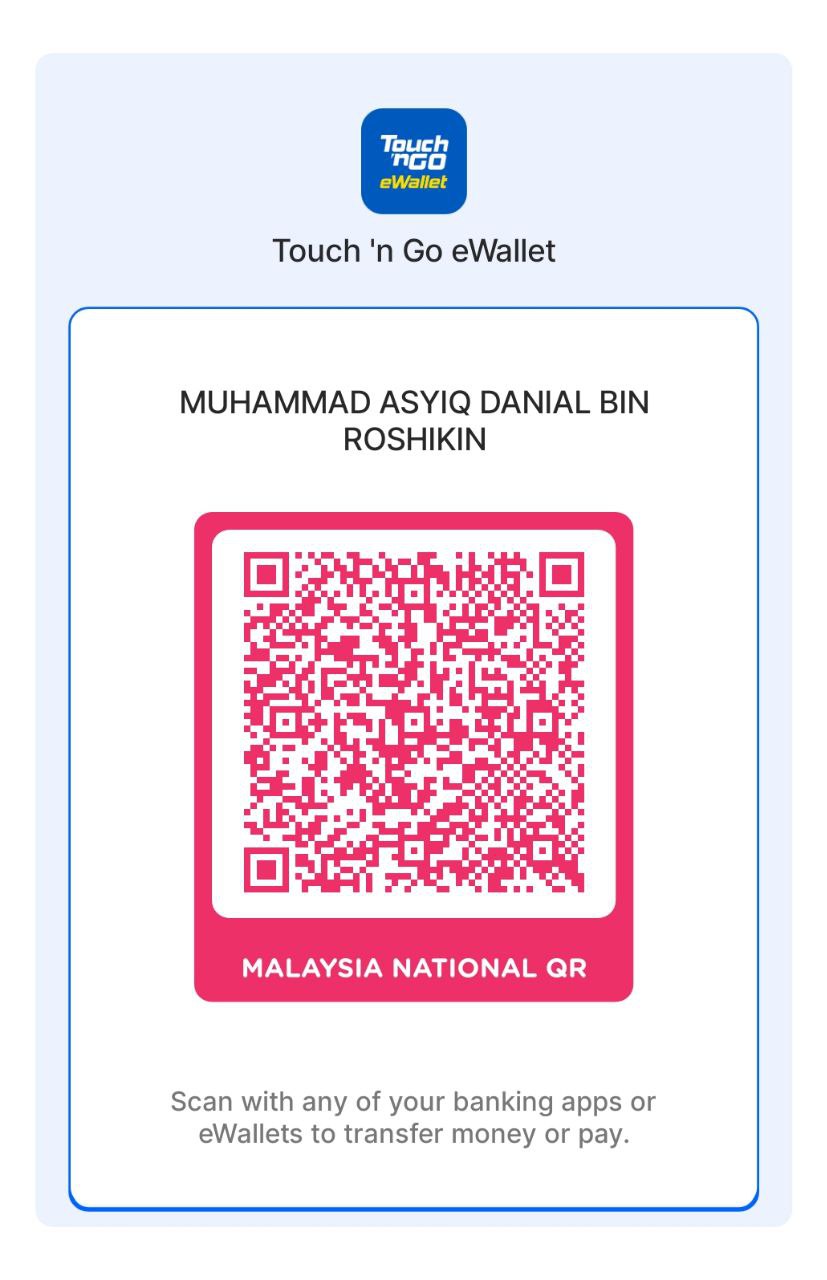 Touch
'nGO
eWallet
Touch 'n Go eWallet
MUHAMMAD ASYIQ DANIAL BIN
ROSHIKIN
MALAYSIA NATIONAL QR
Scan with any of your banking apps or
eWallets to transfer money or pay.